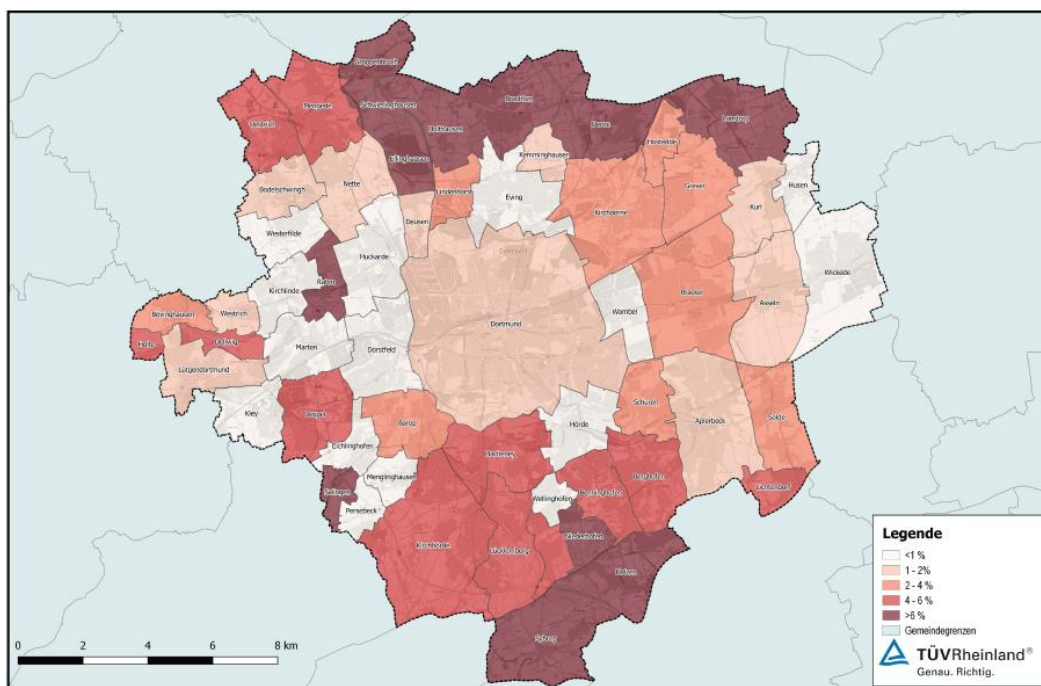 Groppenbruch
Mengede
Schwieringhausen
Brechten
Derne
Lanstrop
Oestrich
Holthausen
Hostedde
Kemminghausen
Ellinghausen
Husen
Bodelschwingh
Nette
Lindenhorst
Eving
Grevel
Kurl
Kirchderne
Deusen
Westerfilde
Huckarde
Wickede
Kirchlinde
Rahm
Brackel
Asseln
Bövinghausen
Westrich
Wambel
Dortmund
Holte
Dellwig
Marten
Dorstfeld
Lütgendortmund
Aplerbeck
Schüren
Sölde
Kley
Oespel
Barop
Hörde
Eichlinghofen
Hacheney
Menglinghausen
Berghofen
Lichtendorf
Salingen
Wellinghofen
Benninghofen
Persebeck
Niederhofen
Kirchhörde
Lücklemberg
Holzen
Syburg
Legende
<1 %
1 - 2%
2 - 4 %
4 - 6 %
>6 %
Gemeindegrenzen
TÜVRheinland®
Genau. Richtig.
0 2 4 6 8 km